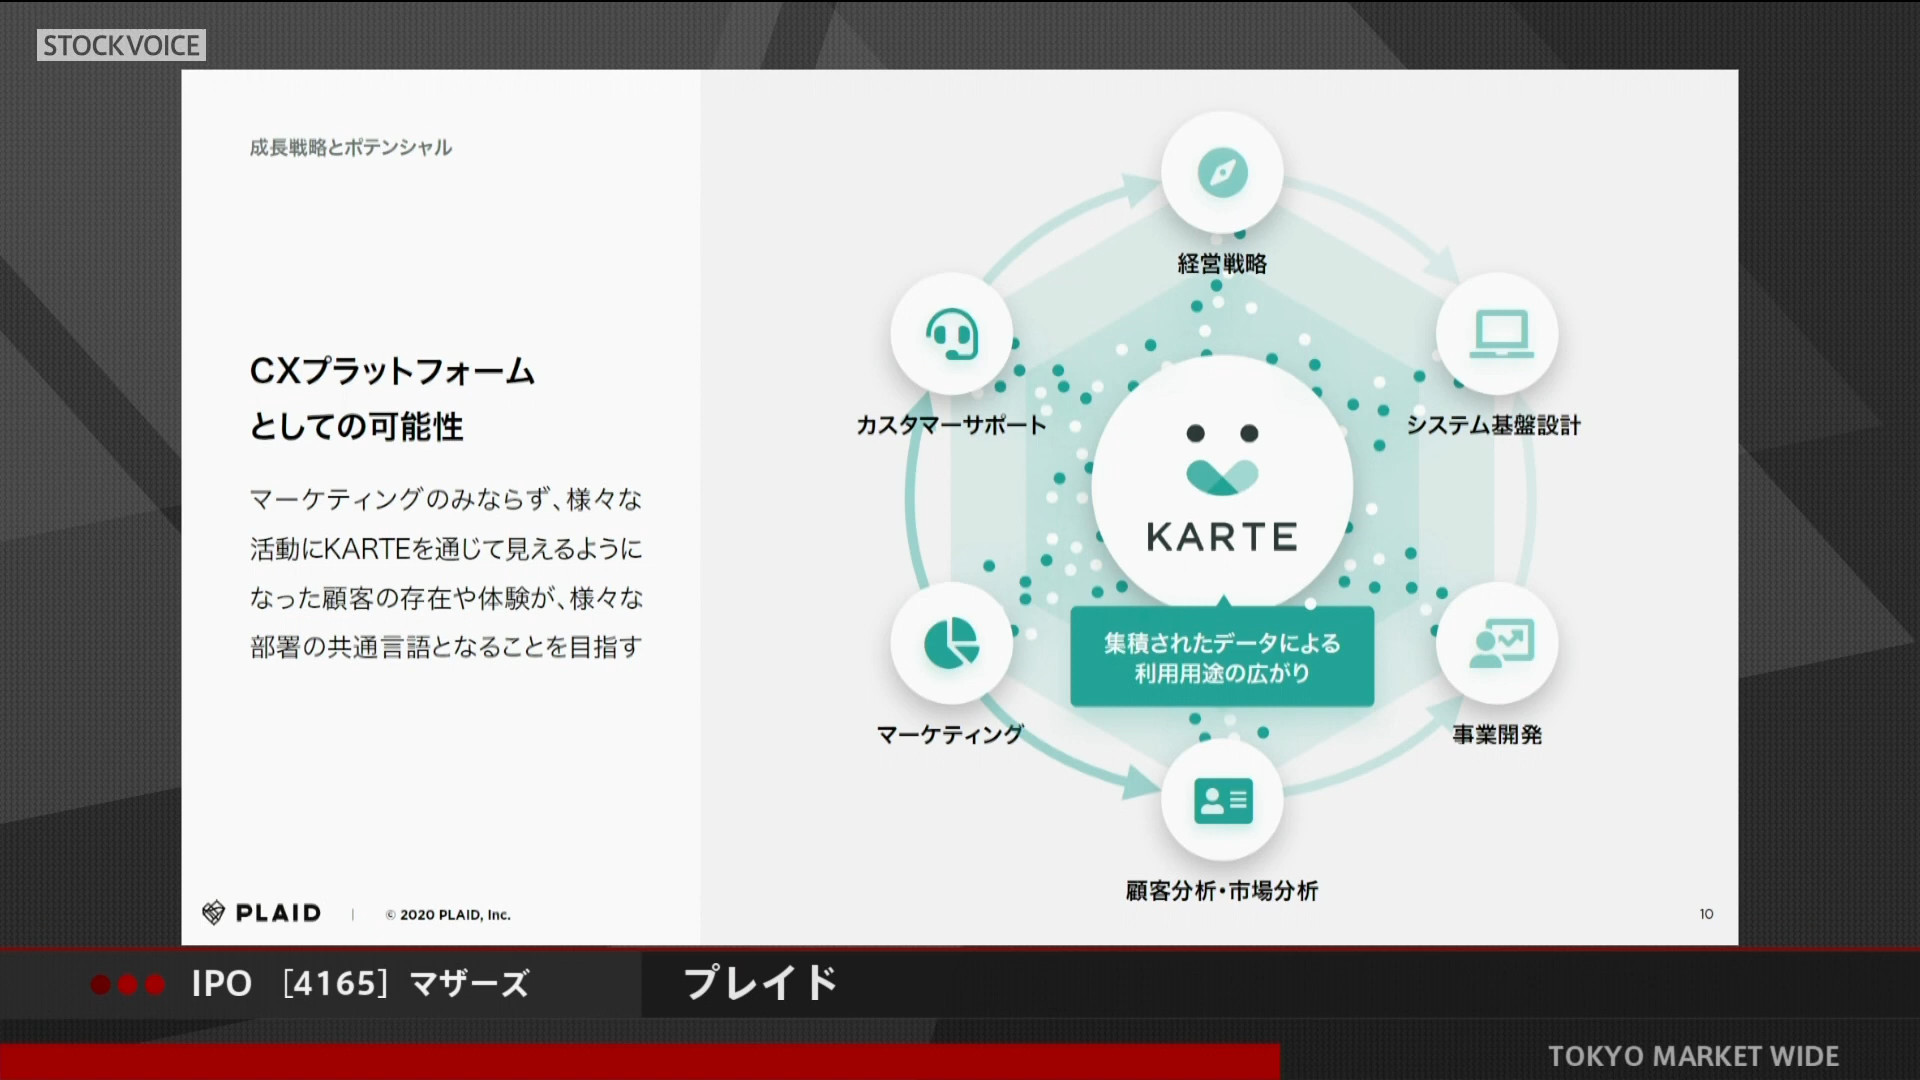 STOCKVOICE
成長戦略とポテンシャル
CXプラットフォーム
としての可能性
マーケティングのみならず、様々な
活動にKARTEを通じて見えるように
なった顧客の存在や体験が、様々な
部署の共通言語となることを目指す
経営戦略
カスタマーサポート
システム基盤設計
KARTE
集積されたデータによる
利用用途の広がり
マーケティング
事業開発
顧客分析・市場分析
PLAID | © 2020 PLAID, Inc.
10
IPO [4165] マザーズ プレイド
TOKYO MARKET WIDE